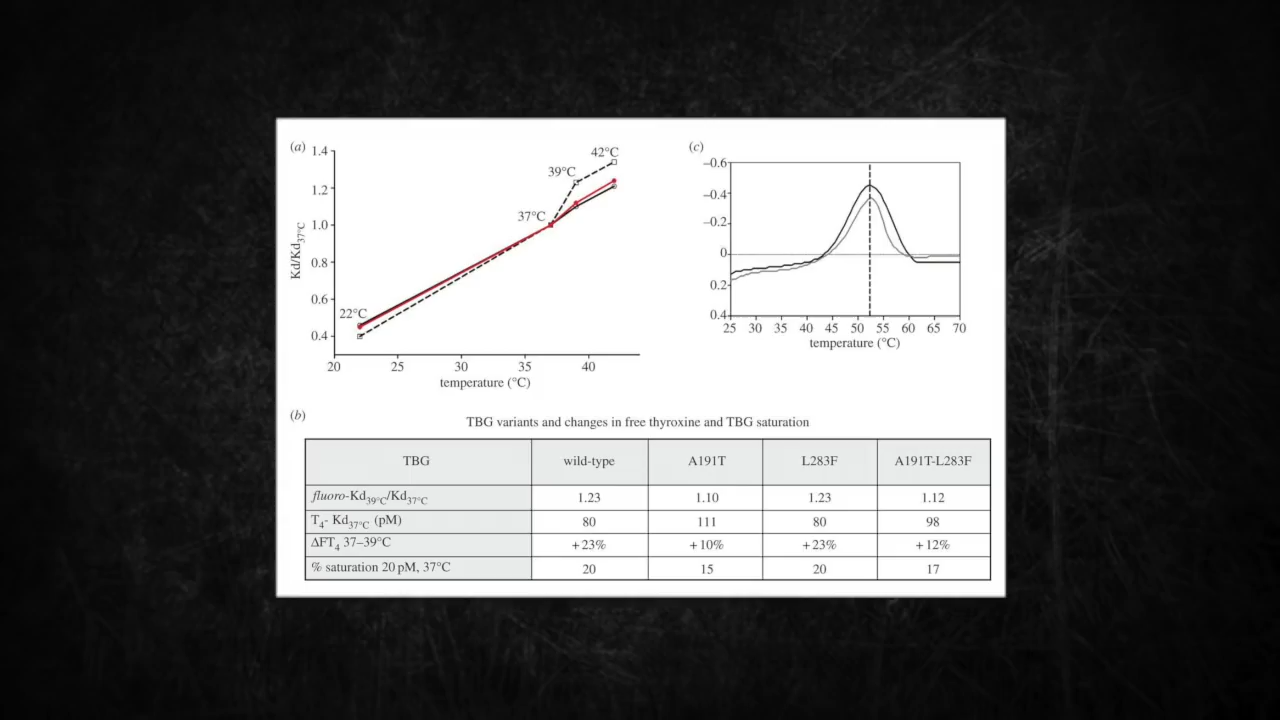 (a)
1.4
1.2
1.0
0.8
0.6
0.4
Kd/Kd37°C
22°C
37°C
39°C
42°C
20 25 30 35 40
temperature (°C)
(c)
–0.6
–0.4
–0.2
0
0.2
0.4
25 30 35 40 45 50 55 60 65 70
temperature (°C)
(b)
TBG variants and changes in free thyroxine and TBG saturation
TBG wild-type A191T L283F A191T-L283F
fluoro-Kd39°C/Kd37°C 1.23 1.10 1.23 1.12
T4- Kd37°C (pM) 80 111 80 98
ΔFT4 37–39°C +23% +10% +23% +12%
% saturation 20 pM, 37°C 20 15 20 17